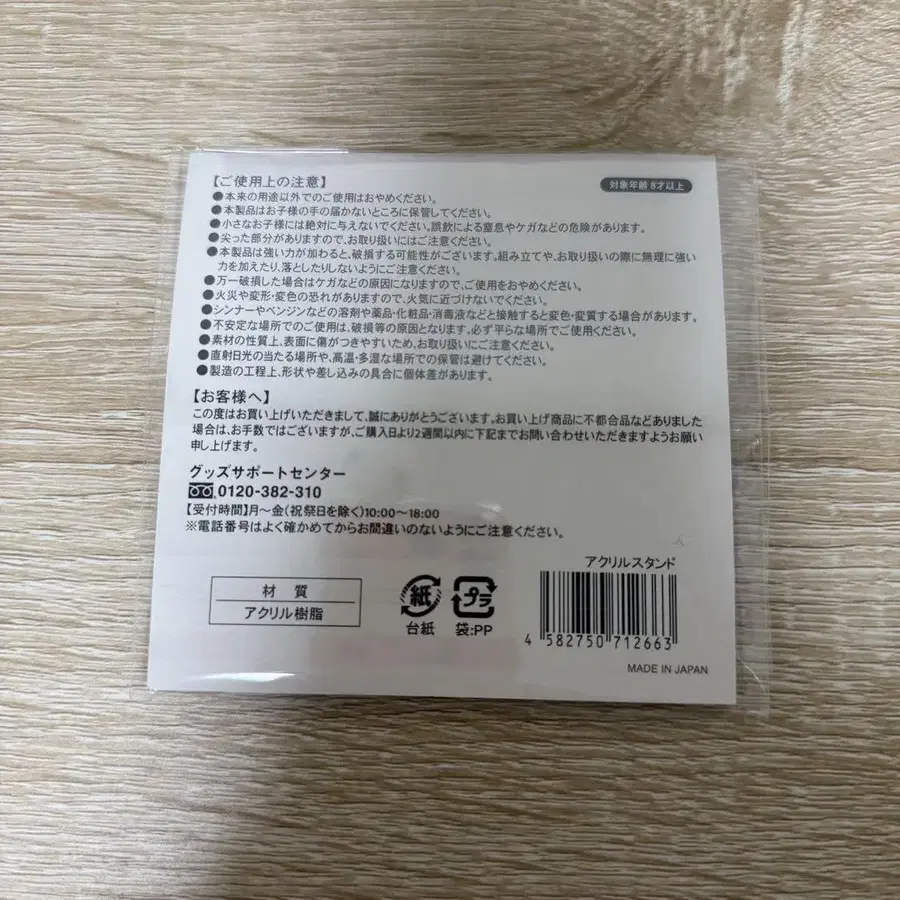 【ご使用上の注意】
対象年齢 8才以上
●本来の用途以外でのご使用はおやめください。
●本製品はお子様の手の届かないところに保管してください。
●小さなお子様には絶対に与えないでください。誤飲による窒息やケガなどの危険があります。
●尖った部分がありますので、お取り扱いにはご注意ください。
●本製品は強い力が加わると、破損する可能性がございます。組み立てや、お取り扱いの際に無理に強い
力を加えたり、落としたりしないようにご注意ください。
●万一破損した場合はケガなどの原因になりますので、ご使用をおやめください。
●火災や変形・変色の恐れがありますので、火気に近づけないでください。
●シンナーやベンジンなどの溶剤や薬品・化粧品・消毒液などと接触すると変色・変質する場合があります。
●不安定な場所でのご使用は、破損等の原因となります。必ず平らな場所でご使用ください。
●素材の性質上、表面に傷がつきやすいため、お取り扱いにご注意ください。
●直射日光の当たる場所や、高温・多湿な場所での保管は避けてください。
●製造の工程上、形状や差し込みの具合に個体差があります。
【お客様へ】
この度はお買い上げいただきまして、誠にありがとうございます。お買い上げ商品に不都合品などありました
場合は、お手数ではございますが、ご購入日より2週間以内に下記までお問い合わせいただきますようお願い
申し上げます。
グッズサポートセンター
0120-382-310
【受付時間】月～金(祝祭日を除く)10:00～18:00
※電話番号はよく確かめてからお間違いのないようにご注意ください。
材質
アクリル樹脂
紙
台紙
プラ
袋:PP
アクリルスタンド
4 582750 712663
MADE IN JAPAN